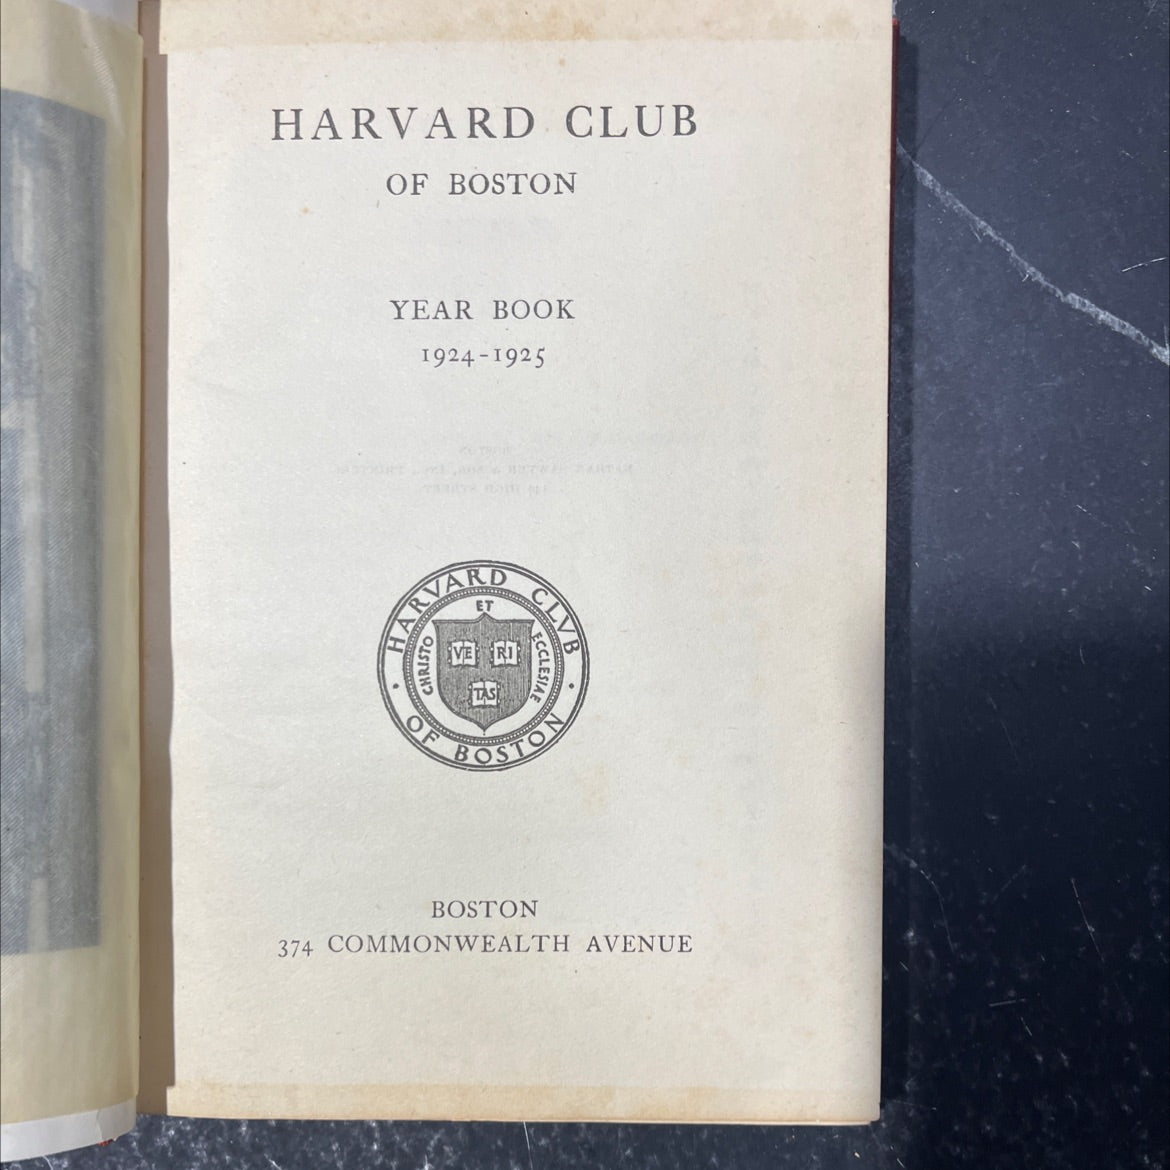 HARVARD CLUB
OF BOSTON
YEAR BOOK
1924-1925
HARVARD CLVB
ET
CHRISTO
VE RI
ECCLESIAE
TAS
OF BOSTON
BOSTON
374 COMMONWEALTH AVENUE